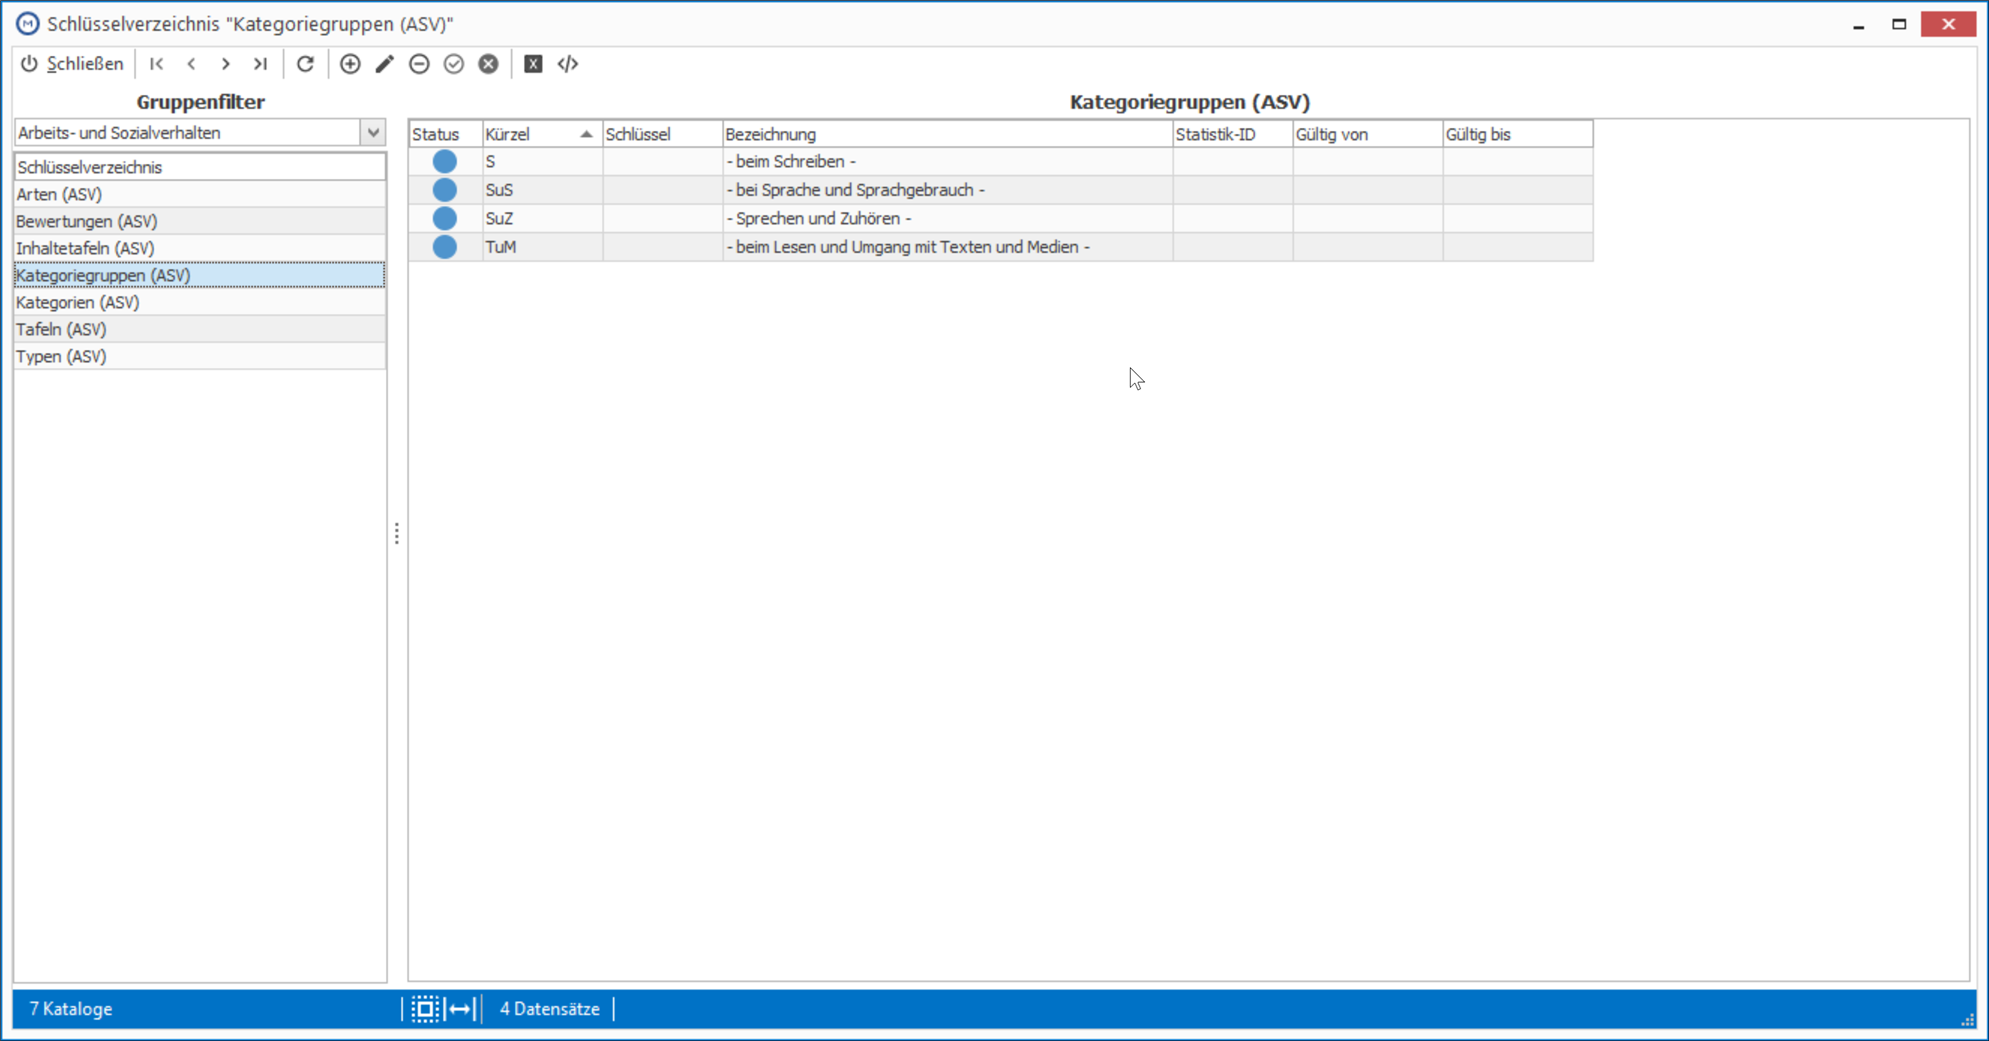 Schlüsselverzeichnis "Kategoriegruppen (ASV)"
Schließen
Gruppenfilter
Arbeits- und Sozialverhalten
Schlüsselverzeichnis
Arten (ASV)
Bewertungen (ASV)
Inhaltetafeln (ASV)
Kategoriegruppen (ASV)
Kategorien (ASV)
Tafeln (ASV)
Typen (ASV)
Kategoriegruppen (ASV)
Status Kürzel Schlüssel Bezeichnung Statistik-ID Gültig von Gültig bis
S - beim Schreiben -
SuS - bei Sprache und Sprachgebrauch -
SuZ - Sprechen und Zuhören -
TuM - beim Lesen und Umgang mit Texten und Medien -
7 Kataloge
4 Datensätze